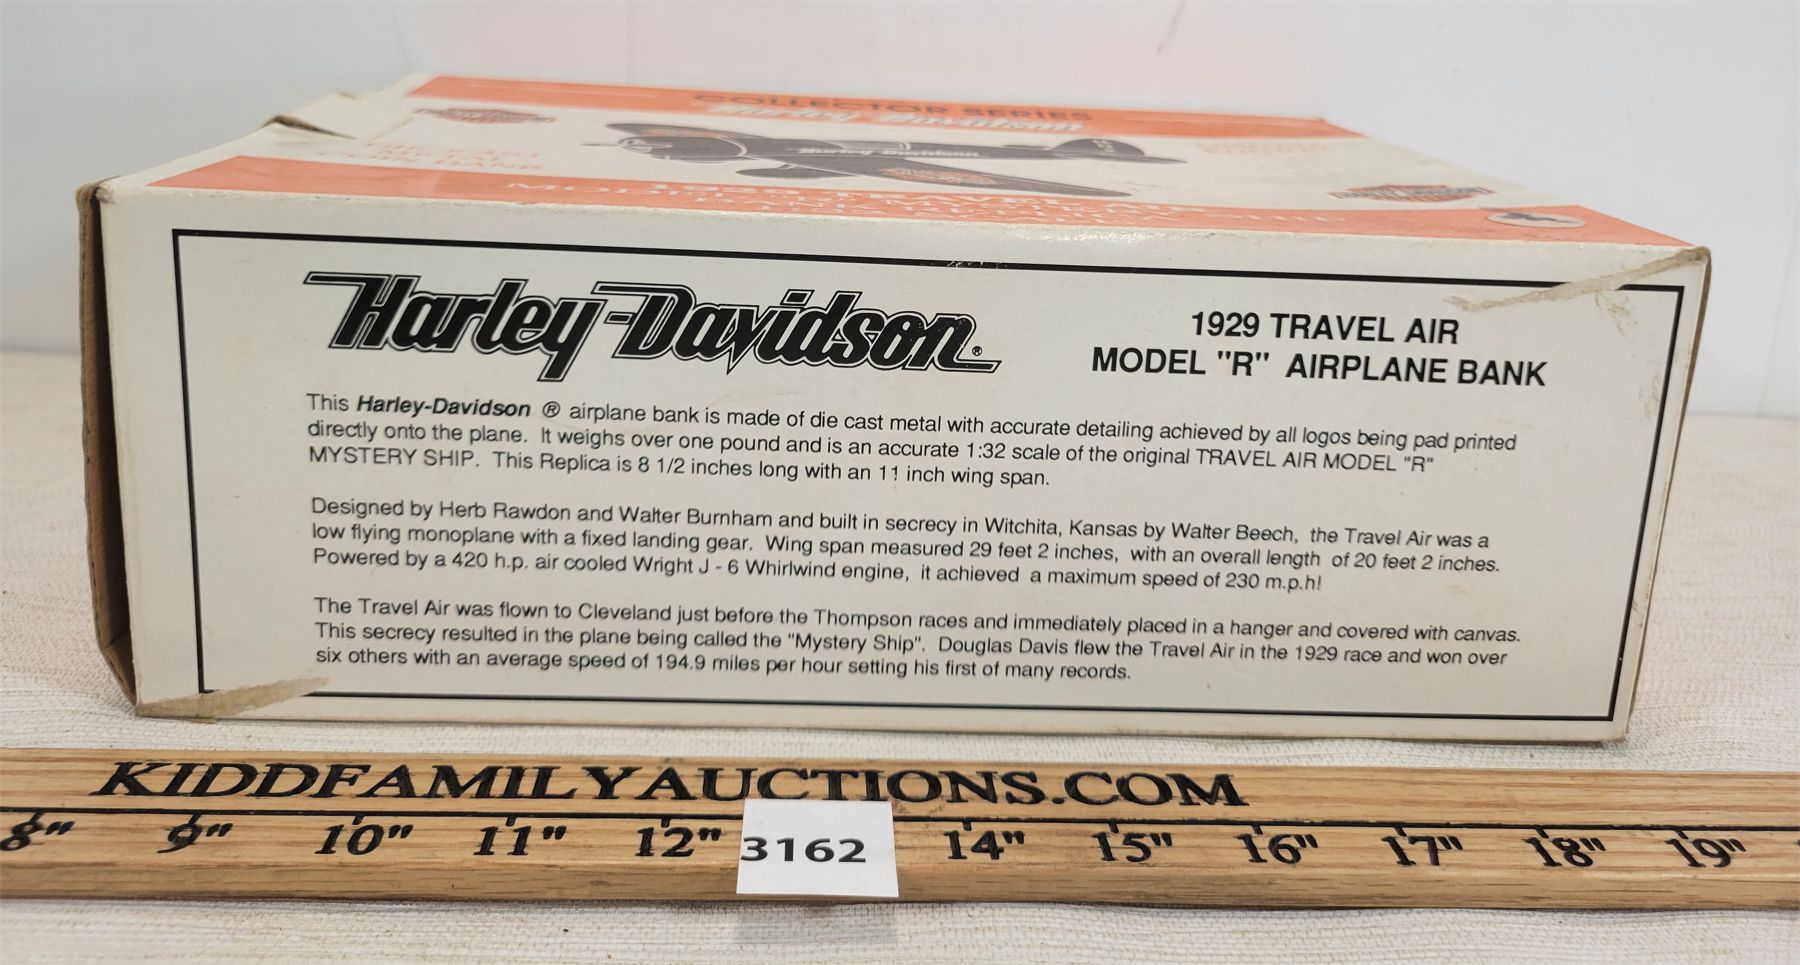 COLLECTOR SERIES
Harley-Davidson
DIE CAST
METAL
COIN BANK
1929 TRAVEL AIR
Harley-Davidson®
1929 TRAVEL AIR
MODEL "R" AIRPLANE BANK
This Harley-Davidson ® airplane bank is made of die cast metal with accurate detailing achieved by all logos being pad printed
directly onto the plane. It weighs over one pound and is an accurate 1:32 scale of the original TRAVEL AIR MODEL "R"
MYSTERY SHIP. This Replica is 8 1/2 inches long with an 11 inch wing span.
Designed by Herb Rawdon and Walter Burnham and built in secrecy in Witchita, Kansas by Walter Beech, the Travel Air was a
low flying monoplane with a fixed landing gear. Wing span measured 29 feet 2 inches, with an overall length of 20 feet 2 inches.
Powered by a 420 h.p. air cooled Wright J - 6 Whirlwind engine, it achieved a maximum speed of 230 m.p.h!
The Travel Air was flown to Cleveland just before the Thompson races and immediately placed in a hanger and covered with canvas.
This secrecy resulted in the plane being called the "Mystery Ship". Douglas Davis flew the Travel Air in the 1929 race and won over
six others with an average speed of 194.9 miles per hour setting his first of many records.
KIDDFAMILYAUCTIONS.COM
8" 9" 10" 11" 12" 3162 14" 15" 16" 17" 18" 19"